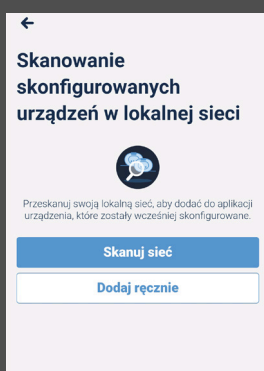 Skanowanie
skonfigurowanych
urządzeń w lokalnej sieci
Przeskanuj swoją lokalną sieć, aby dodać do aplikacji
urządzenia, które zostały wcześniej skonfigurowane.
Skanuj sieć
Dodaj ręcznie